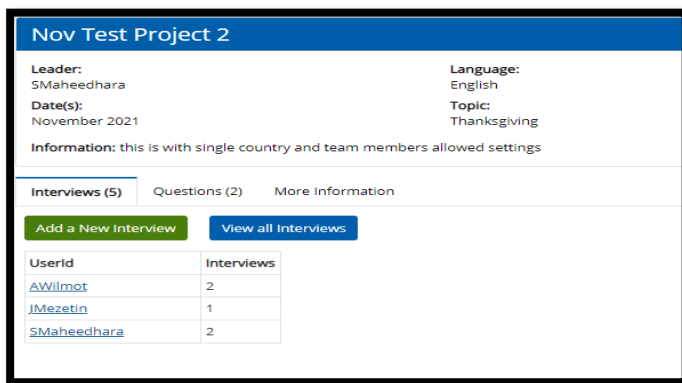 Nov Test Project 2
Leader: Language:
SMaheedhara English
Date(s): Topic:
November 2021 Thanksgiving
Information: this is with single country and team members allowed settings
Interviews (5) Questions (2) More Information
Add a New Interview View all Interviews
UserId Interviews
AWilmot 2
JMezetin 1
SMaheedhara 2